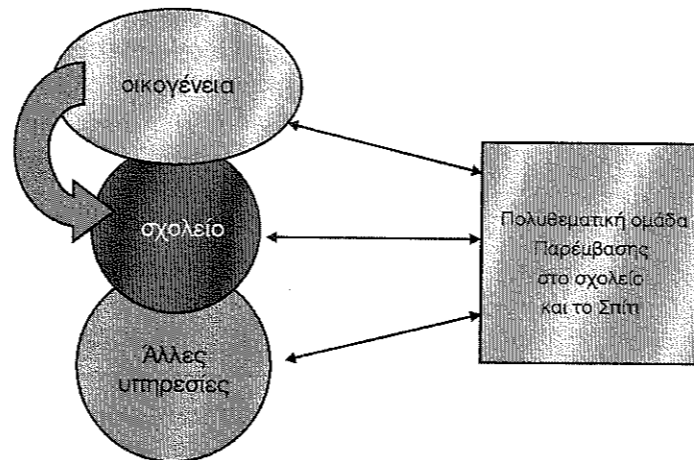 οικογένεια
σχολείο
Άλλες
υπηρεσίες
Πολυθεματική ομάδα
Παρέμβασης
στο σχολείο
και το Σπίτι